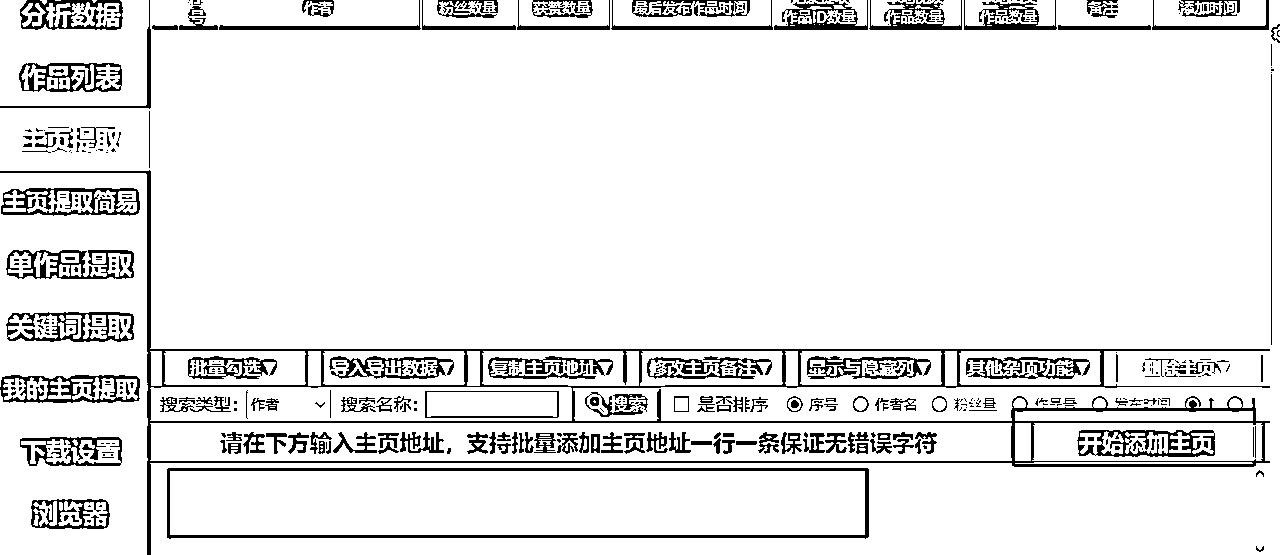 分析数据
作者
粉丝数量
获赞数量
最后发布作品时间
作品ID数量
作品数量
作品数量
备注
添加时间
作品列表
主页提取
主页提取简易
单作品提取
关键词提取
我的主页提取
下载设置
浏览器
批量勾选▽ 导入导出数据▽ 复制主页地址▽ 修改主页备注▽ 显示与隐藏列▽ 其他杂项功能▽ 删除主页▽
搜索类型: 作者 搜索名称: 搜索 是否排序 序号 作者名 粉丝量 作品量 发布时间
请在下方输入主页地址，支持批量添加主页地址一行一条保证无错误字符 开始添加主页